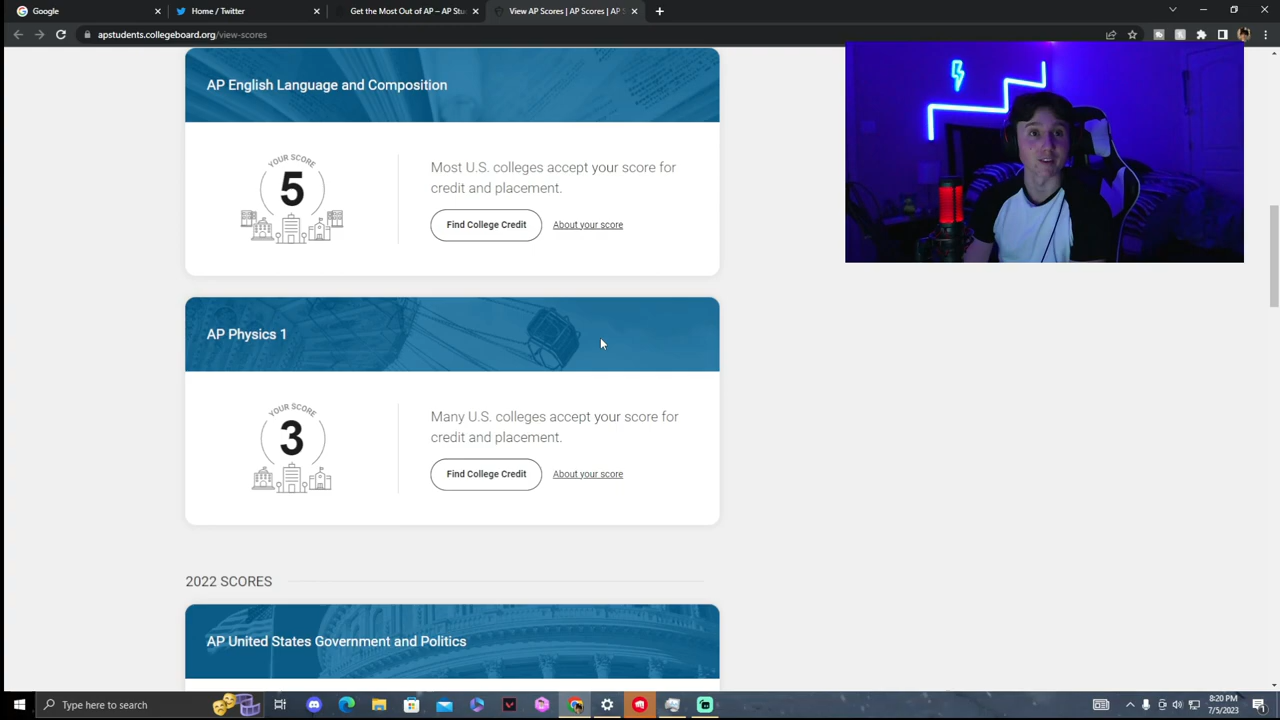 Google
Home / Twitter
Get the Most Out of AP – AP Stu
View AP Scores | AP Scores | AP S
apstudents.collegeboard.org/view-scores
AP English Language and Composition
YOUR SCORE
5
Most U.S. colleges accept your score for
credit and placement.
Find College Credit
About your score
AP Physics 1
YOUR SCORE
3
Many U.S. colleges accept your score for
credit and placement.
Find College Credit
About your score
2022 SCORES
AP United States Government and Politics
Type here to search
8:20 PM
7/5/2023